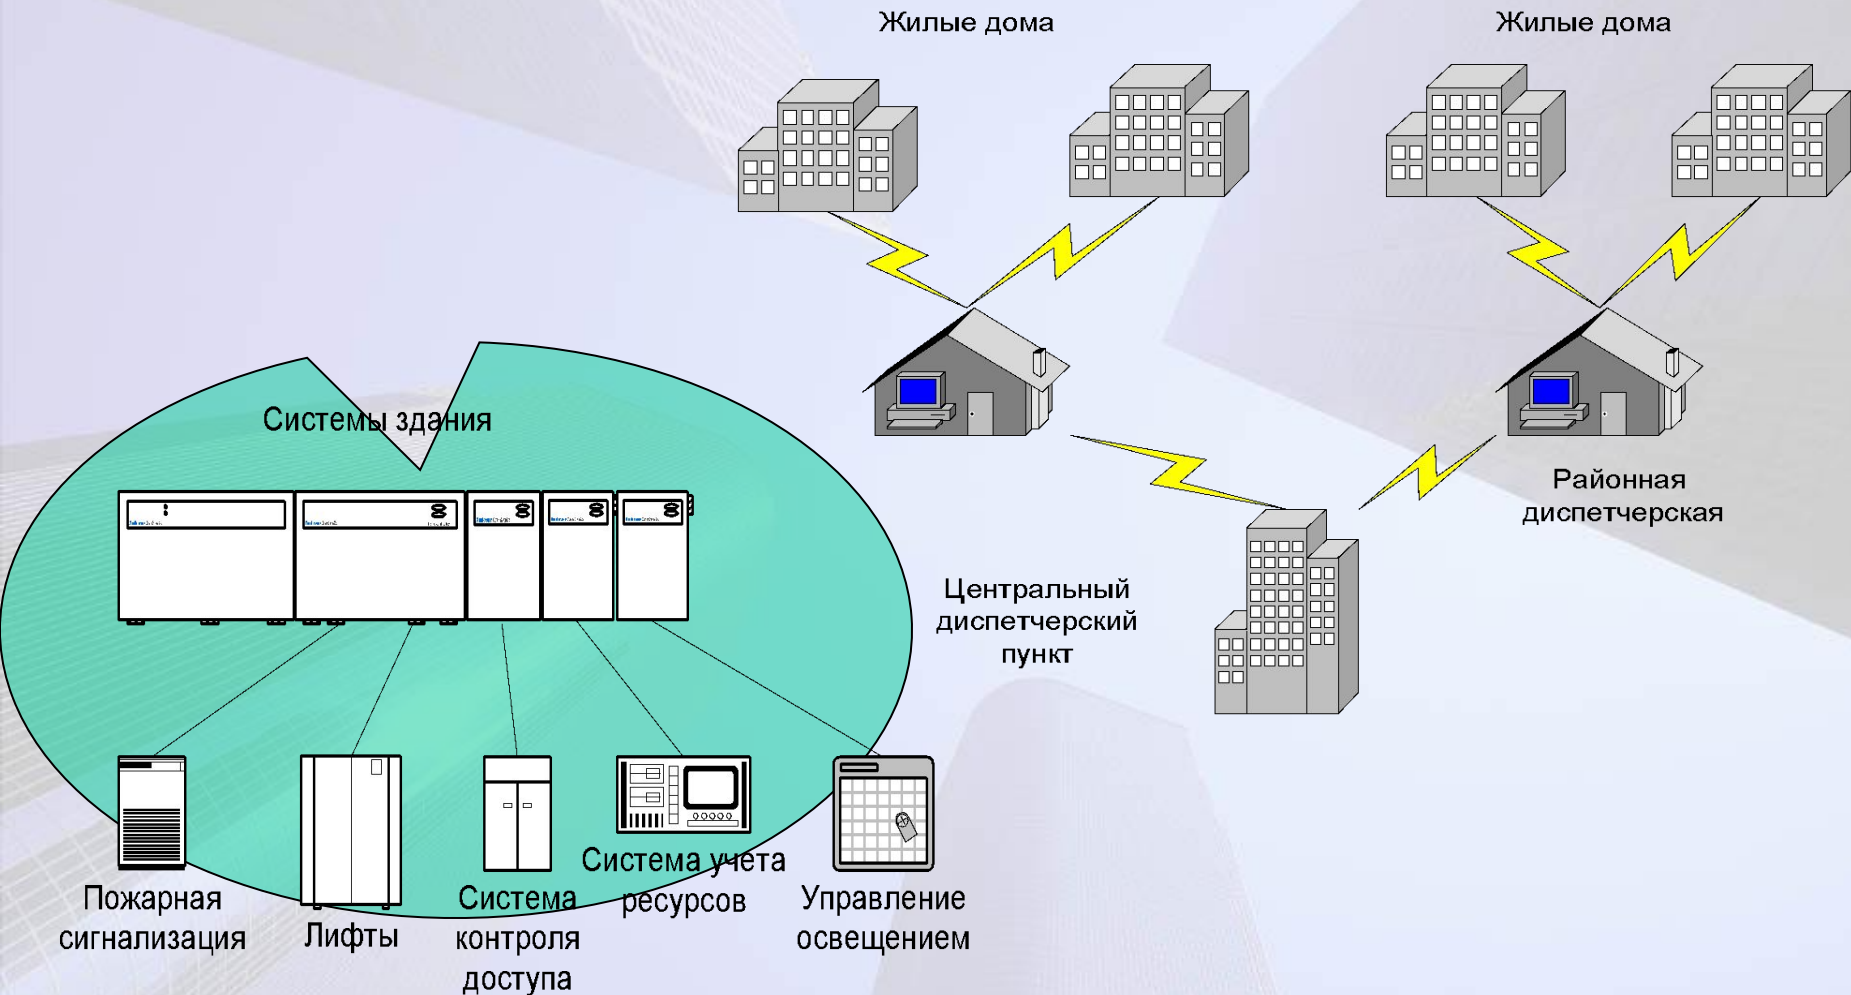 Жилые дома
Жилые дома
Системы здания
Районная
диспетчерская
Центральный
диспетчерский
пункт
Пожарная
сигнализация
Лифты
Система
контроля
доступа
Система учета
ресурсов
Управление
освещением